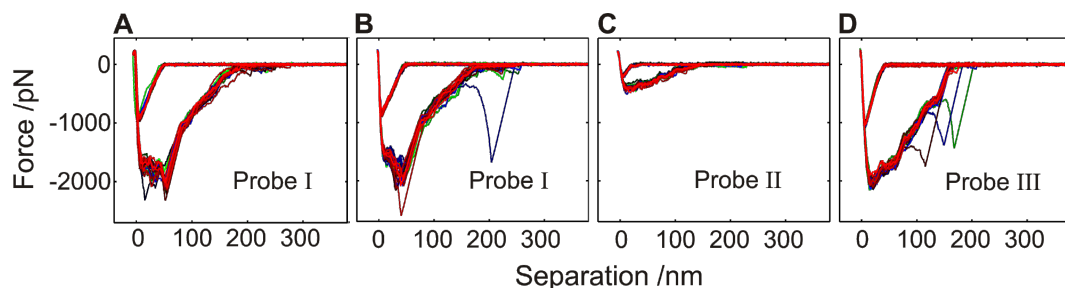 A B C D
0
-1000
-2000
Force /pN
Probe I Probe I Probe II Probe III
0 100 200 300 0 100 200 300 0 100 200 300 0 100 200 300
Separation /nm